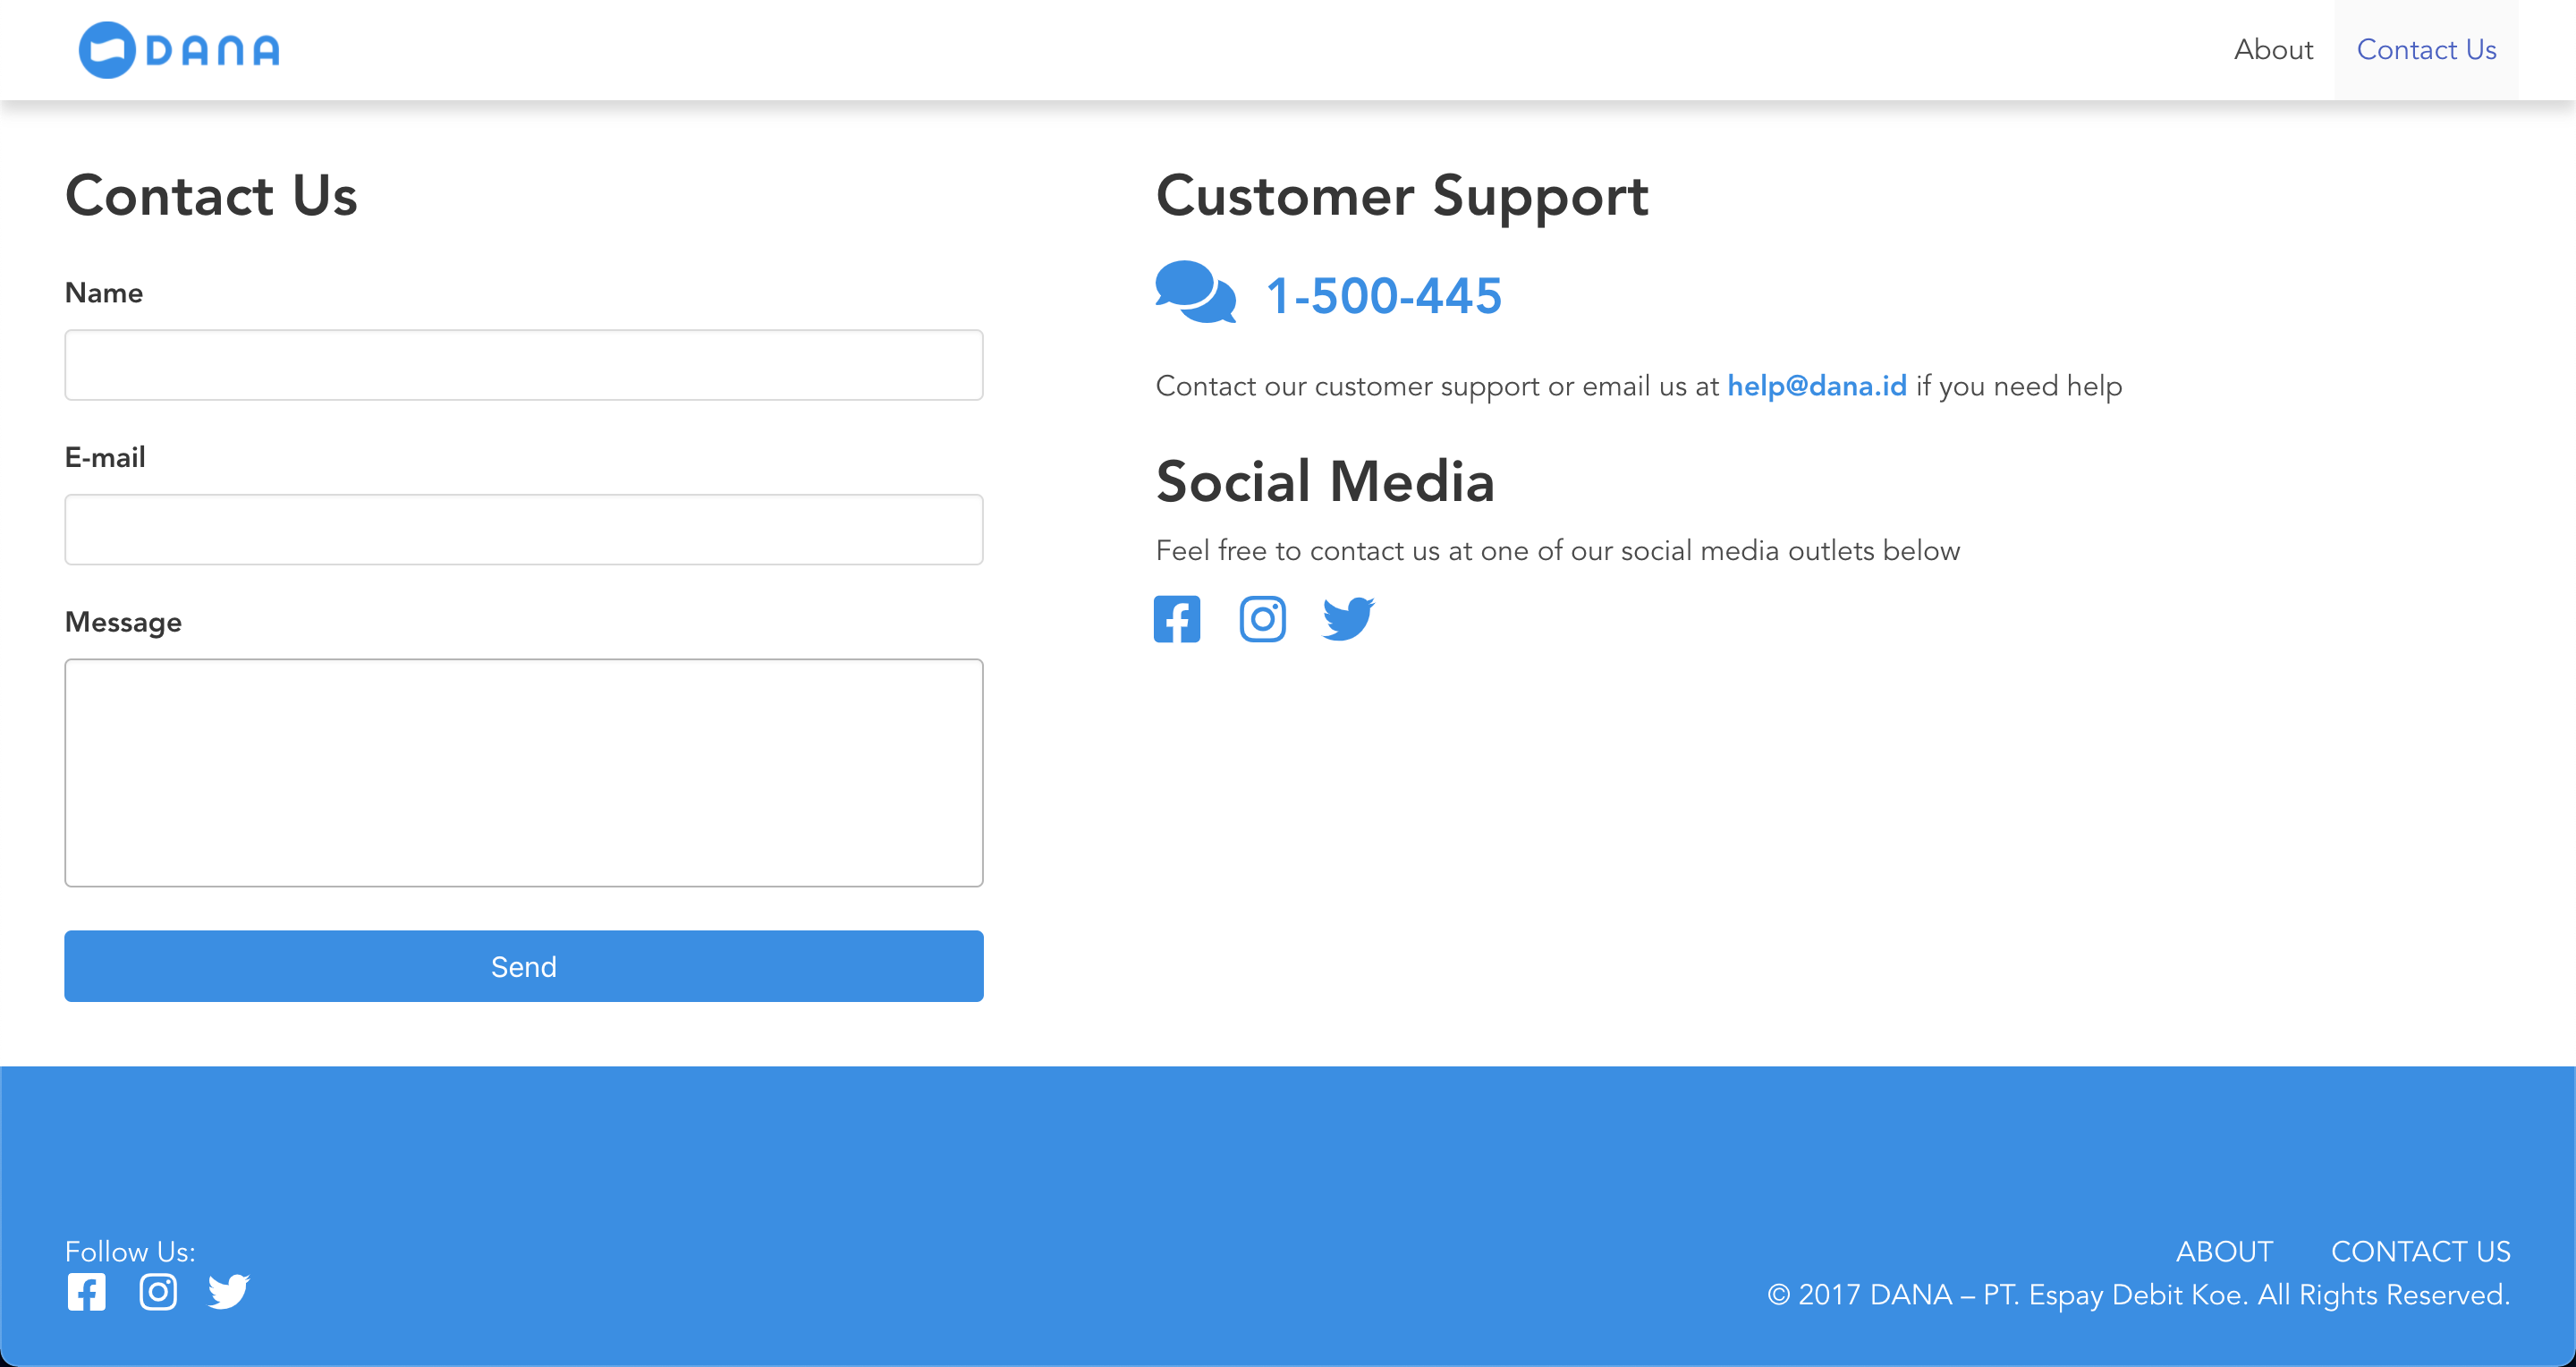 DANA
About
Contact Us
Contact Us
Name
E-mail
Message
Send
Customer Support
1-500-445
Contact our customer support or email us at help@dana.id if you need help
Social Media
Feel free to contact us at one of our social media outlets below
Follow Us:
ABOUT
CONTACT US
© 2017 DANA – PT. Espay Debit Koe. All Rights Reserved.